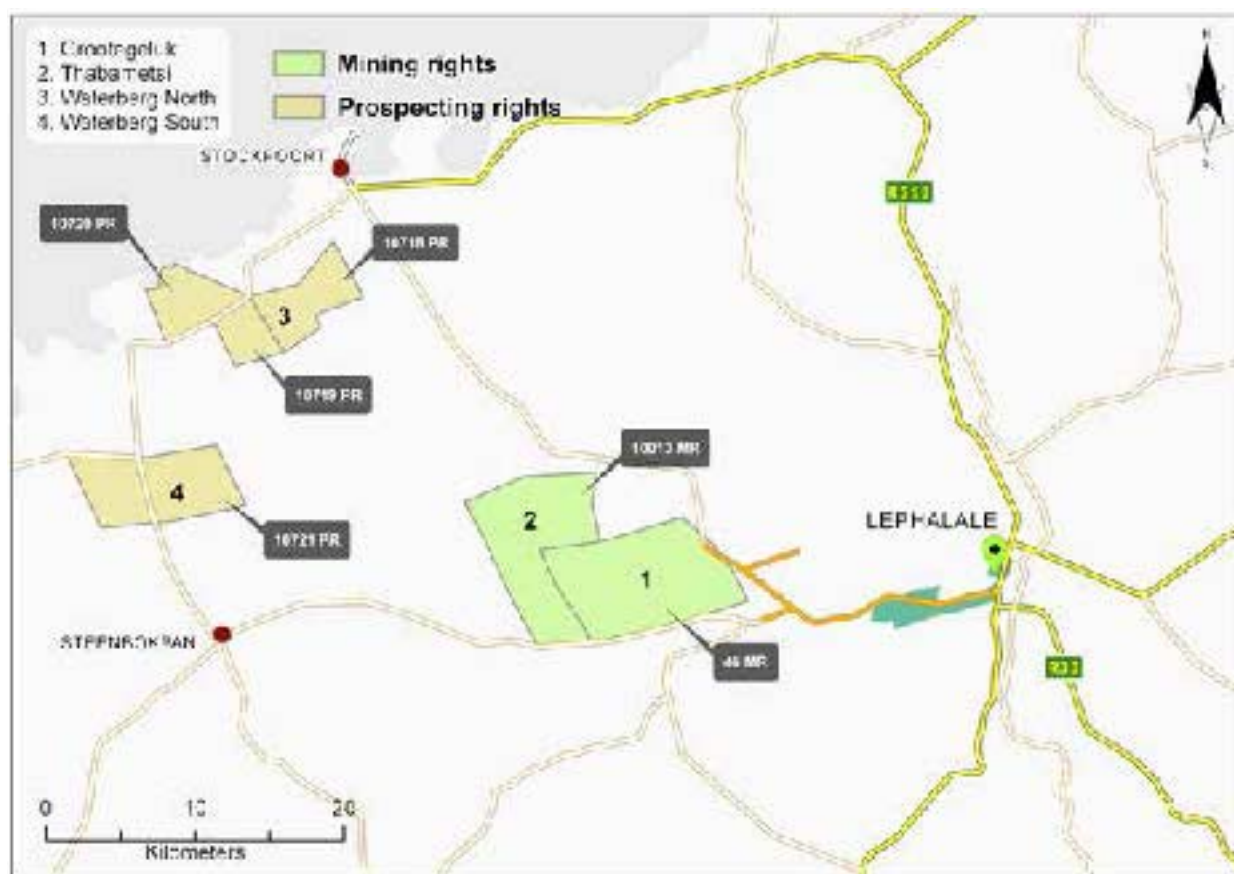 1. Grootegeluk
2. Thabametsi
3. Waterberg North
4. Waterberg South
Mining rights
Prospecting rights
N
S
STOCKPOORT
10720 PR
10718 PR
3
10719 PR
4
10721 PR
10013 MR
2
1
46 MR
LEPHALALE
STEENBOKPAN
R33
0 10 20
Kilometers